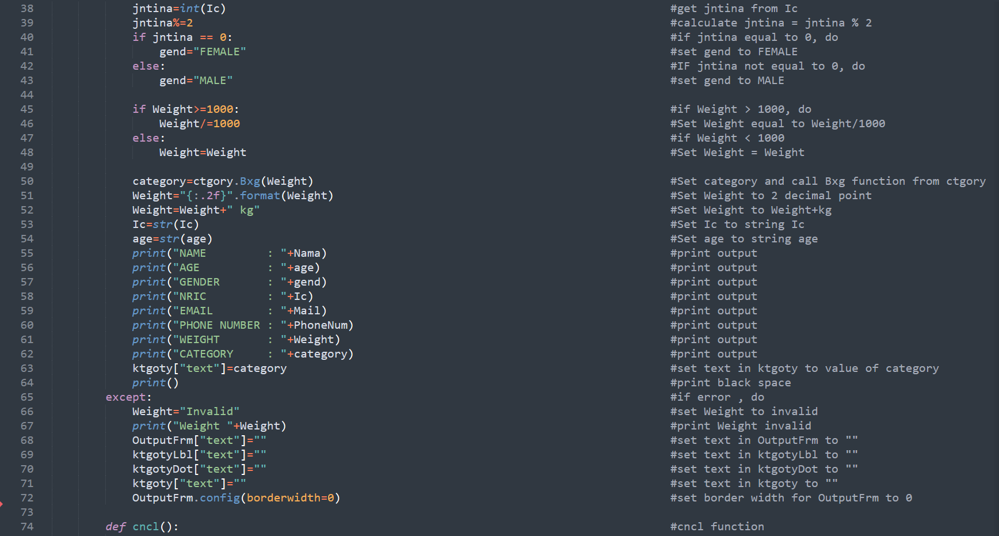 38 jntina=int(Ic) #get jntina from Ic
39 jntina%=2 #calculate jntina = jntina % 2
40 if jntina == 0: #if jntina equal to 0, do
41 gend="FEMALE" #set gend to FEMALE
42 else: #IF jntina not equal to 0, do
43 gend="MALE" #set gend to MALE
44
45 if Weight>=1000: #if Weight > 1000, do
46 Weight/=1000 #Set Weight equal to Weight/1000
47 else: #if Weight < 1000
48 Weight=Weight #Set Weight = Weight
49
50 category=ctgory.Bxg(Weight) #Set category and call Bxg function from ctgory
51 Weight="{:.2f}".format(Weight) #Set Weight to 2 decimal point
52 Weight=Weight+" kg" #Set Weight to Weight+kg
53 Ic=str(Ic) #Set Ic to string Ic
54 age=str(age) #Set age to string age
55 print("NAME : "+Nama) #print output
56 print("AGE : "+age) #print output
57 print("GENDER : "+gend) #print output
58 print("NRIC : "+Ic) #print output
59 print("EMAIL : "+Mail) #print output
60 print("PHONE NUMBER : "+PhoneNum) #print output
61 print("WEIGHT : "+Weight) #print output
62 print("CATEGORY : "+category) #print output
63 ktgoty["text"]=category #set text in ktgoty to value of category
64 print() #print black space
65 except: #if error , do
66 Weight="Invalid" #set Weight to invalid
67 print("Weight "+Weight) #print Weight invalid
68 OutputFrm["text"]="" #set text in OutputFrm to ""
69 ktgotyLbl["text"]="" #set text in ktgotyLbl to ""
70 ktgotyDot["text"]="" #set text in ktgotyDot to ""
71 ktgoty["text"]="" #set text in ktgoty to ""
72 OutputFrm.config(borderwidth=0) #set border width for OutputFrm to 0
73
74 def cncl(): #cncl function